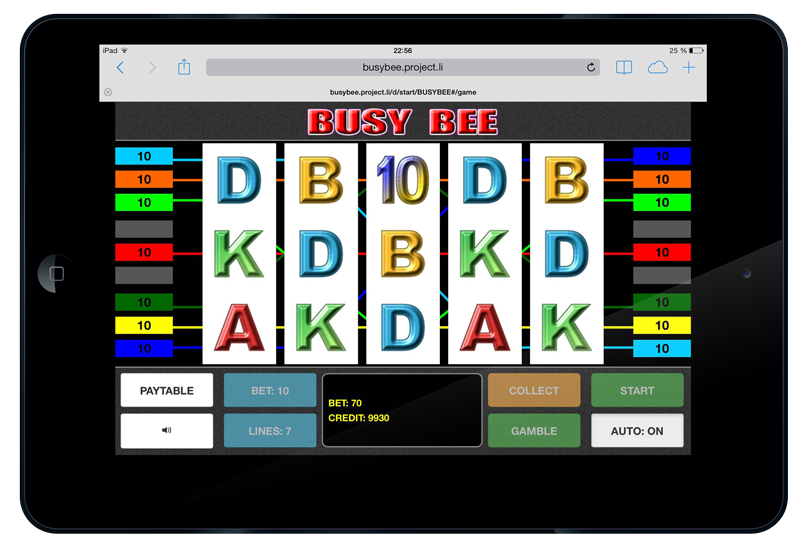 iPad 22:56 25 %
busybee.project.li
busybee.project.li/d/start/BUSYBEE#/game
BUSY BEE
10 D B 10 D B 10
10 10
10 10
10 K D B K D 10
10 10
10 A K D A K 10
10 10
PAYTABLE BET: 10 BET: 70 COLLECT START
CREDIT: 9930
LINES: 7 GAMBLE AUTO: ON